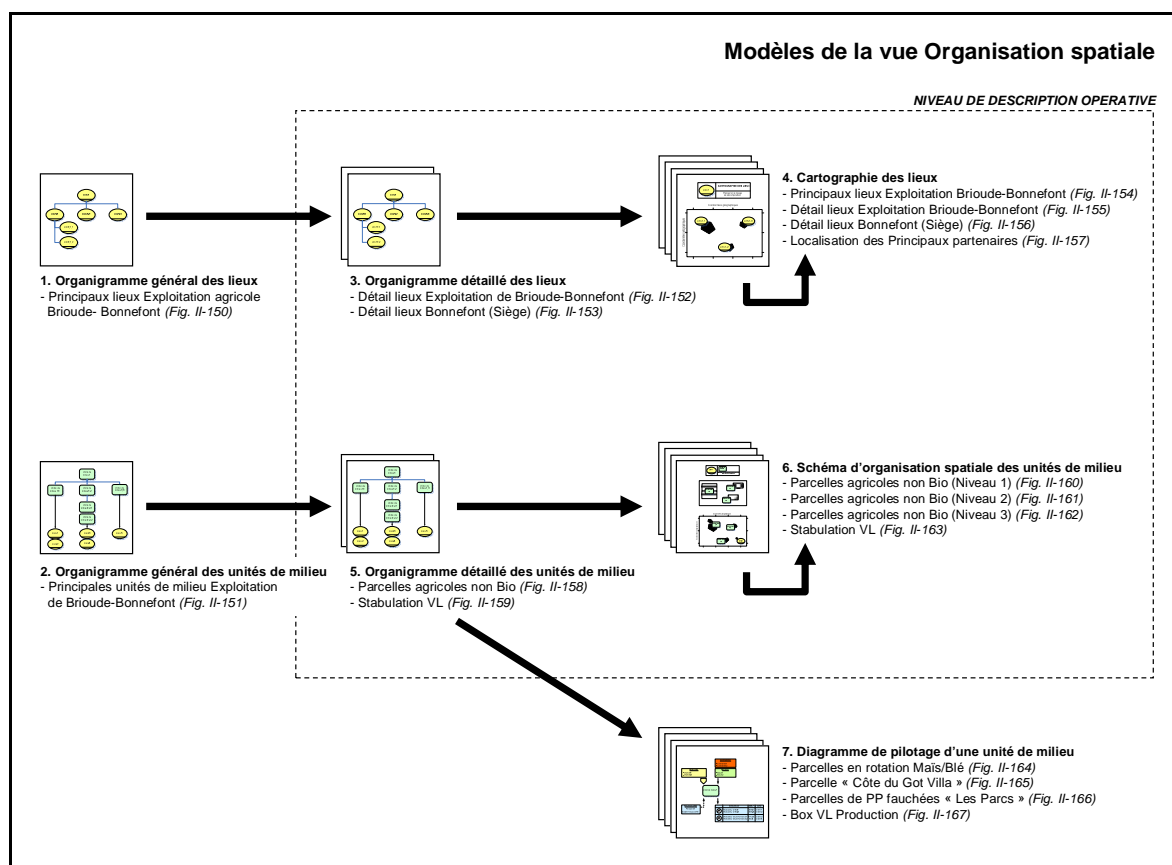 Modèles de la vue Organisation spatiale
NIVEAU DE DESCRIPTION OPERATIVE
1. Organigramme général des lieux
- Principaux lieux Exploitation agricole
Brioude- Bonnefont (Fig. II-150)
3. Organigramme détaillé des lieux
- Détail lieux Exploitation de Brioude-Bonnefont (Fig. II-152)
- Détail lieux Bonnefont (Siège) (Fig. II-153)
4. Cartographie des lieux
- Principaux lieux Exploitation Brioude-Bonnefont (Fig. II-154)
- Détail lieux Exploitation Brioude-Bonnefont (Fig. II-155)
- Détail lieux Bonnefont (Siège) (Fig. II-156)
- Localisation des Principaux partenaires (Fig. II-157)
2. Organigramme général des unités de milieu
- Principales unités de milieu Exploitation
de Brioude-Bonnefont (Fig. II-151)
5. Organigramme détaillé des unités de milieu
- Parcelles agricoles non Bio (Fig. II-158)
- Stabulation VL (Fig. II-159)
6. Schéma d'organisation spatiale des unités de milieu
- Parcelles agricoles non Bio (Niveau 1) (Fig. II-160)
- Parcelles agricoles non Bio (Niveau 2) (Fig. II-161)
- Parcelles agricoles non Bio (Niveau 3) (Fig. II-162)
- Stabulation VL (Fig. II-163)
7. Diagramme de pilotage d'une unité de milieu
- Parcelles en rotation Maïs/Blé (Fig. II-164)
- Parcelle « Côte du Got Villa » (Fig. II-165)
- Parcelles de PP fauchées « Les Parcs » (Fig. II-166)
- Box VL Production (Fig. II-167)